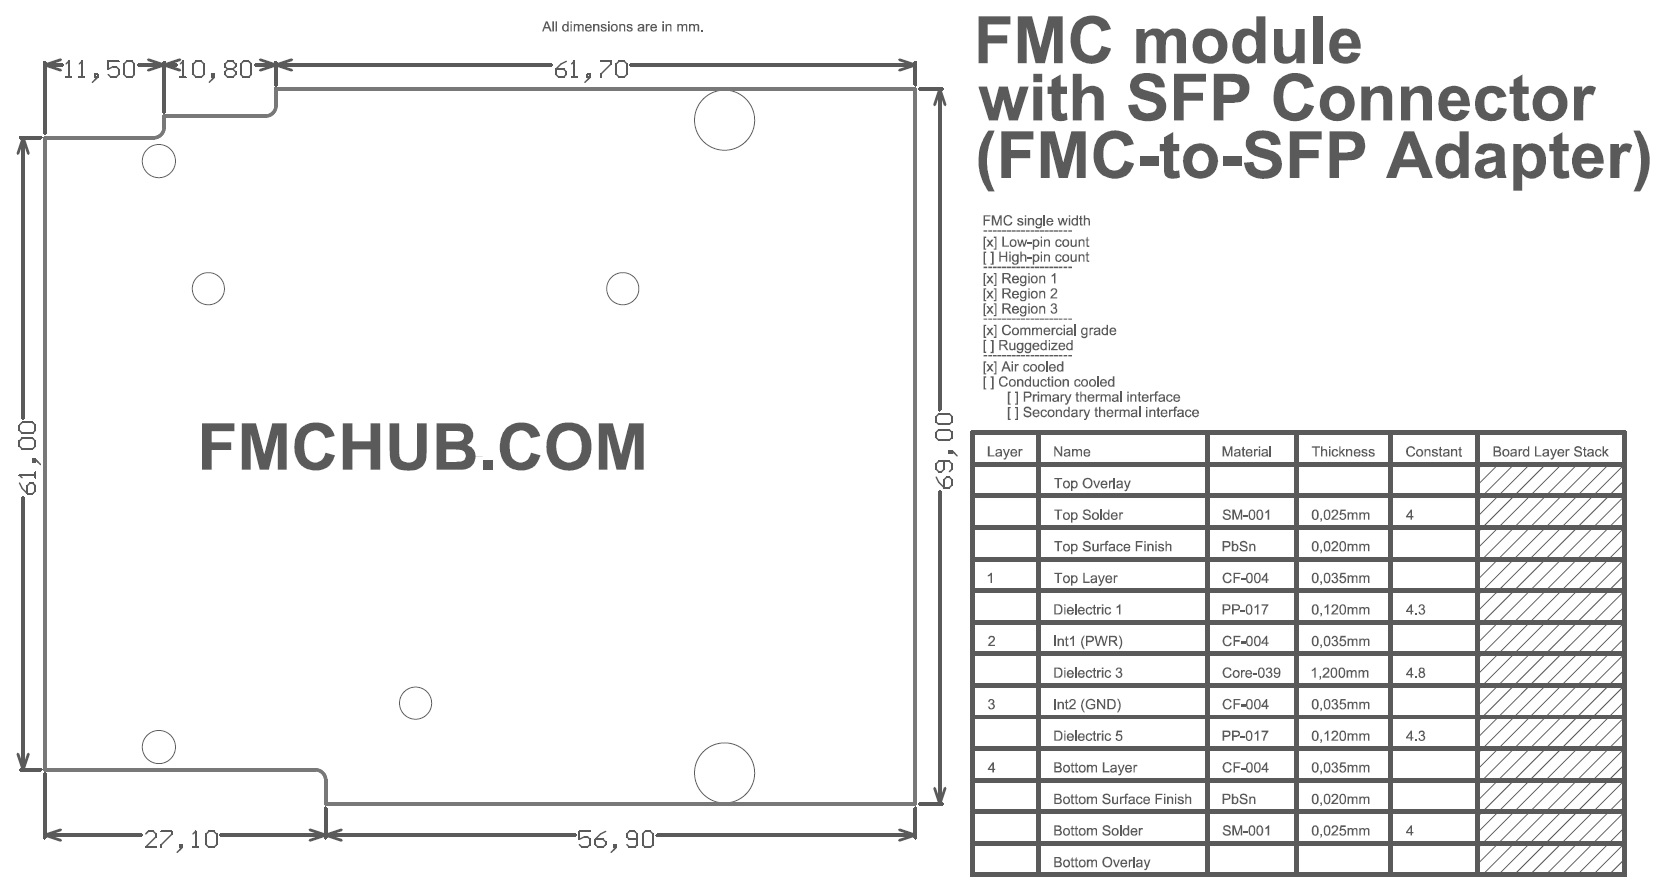 All dimensions are in mm.
FMC module
with SFP Connector
(FMC-to-SFP Adapter)
11,50 10,80 61,70
61,00
69,00
FMCHUB.COM
27,10 56,90
FMC single width
--------------------
[x] Low-pin count
[ ] High-pin count
--------------------
[x] Region 1
[x] Region 2
[x] Region 3
--------------------
[x] Commercial grade
[ ] Ruggedized
--------------------
[x] Air cooled
[ ] Conduction cooled
[ ] Primary thermal interface
[ ] Secondary thermal interface
Layer Name Material Thickness Constant Board Layer Stack
Top Overlay
Top Solder SM-001 0,025mm 4
Top Surface Finish PbSn 0,020mm
1 Top Layer CF-004 0,035mm
Dielectric 1 PP-017 0,120mm 4.3
2 Int1 (PWR) CF-004 0,035mm
Dielectric 3 Core-039 1,200mm 4.8
3 Int2 (GND) CF-004 0,035mm
Dielectric 5 PP-017 0,120mm 4.3
4 Bottom Layer CF-004 0,035mm
Bottom Surface Finish PbSn 0,020mm
Bottom Solder SM-001 0,025mm 4
Bottom Overlay